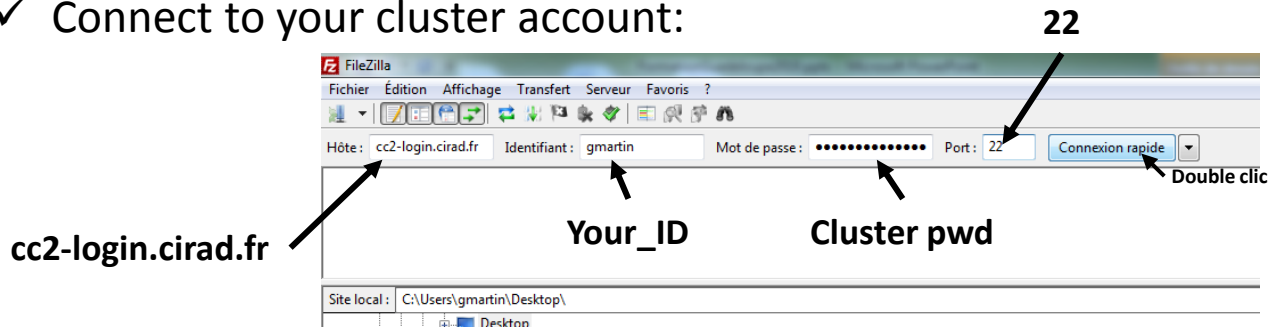 ✓ Connect to your cluster account:
22
FileZilla
Fichier Édition Affichage Transfert Serveur Favoris ?
Hôte : cc2-login.cirad.fr Identifiant : gmartin Mot de passe : ●●●●●●●●●●●●●● Port : 22 Connexion rapide
Double clic
cc2-login.cirad.fr
Your_ID
Cluster pwd
Site local : C:\Users\gmartin\Desktop\
Desktop